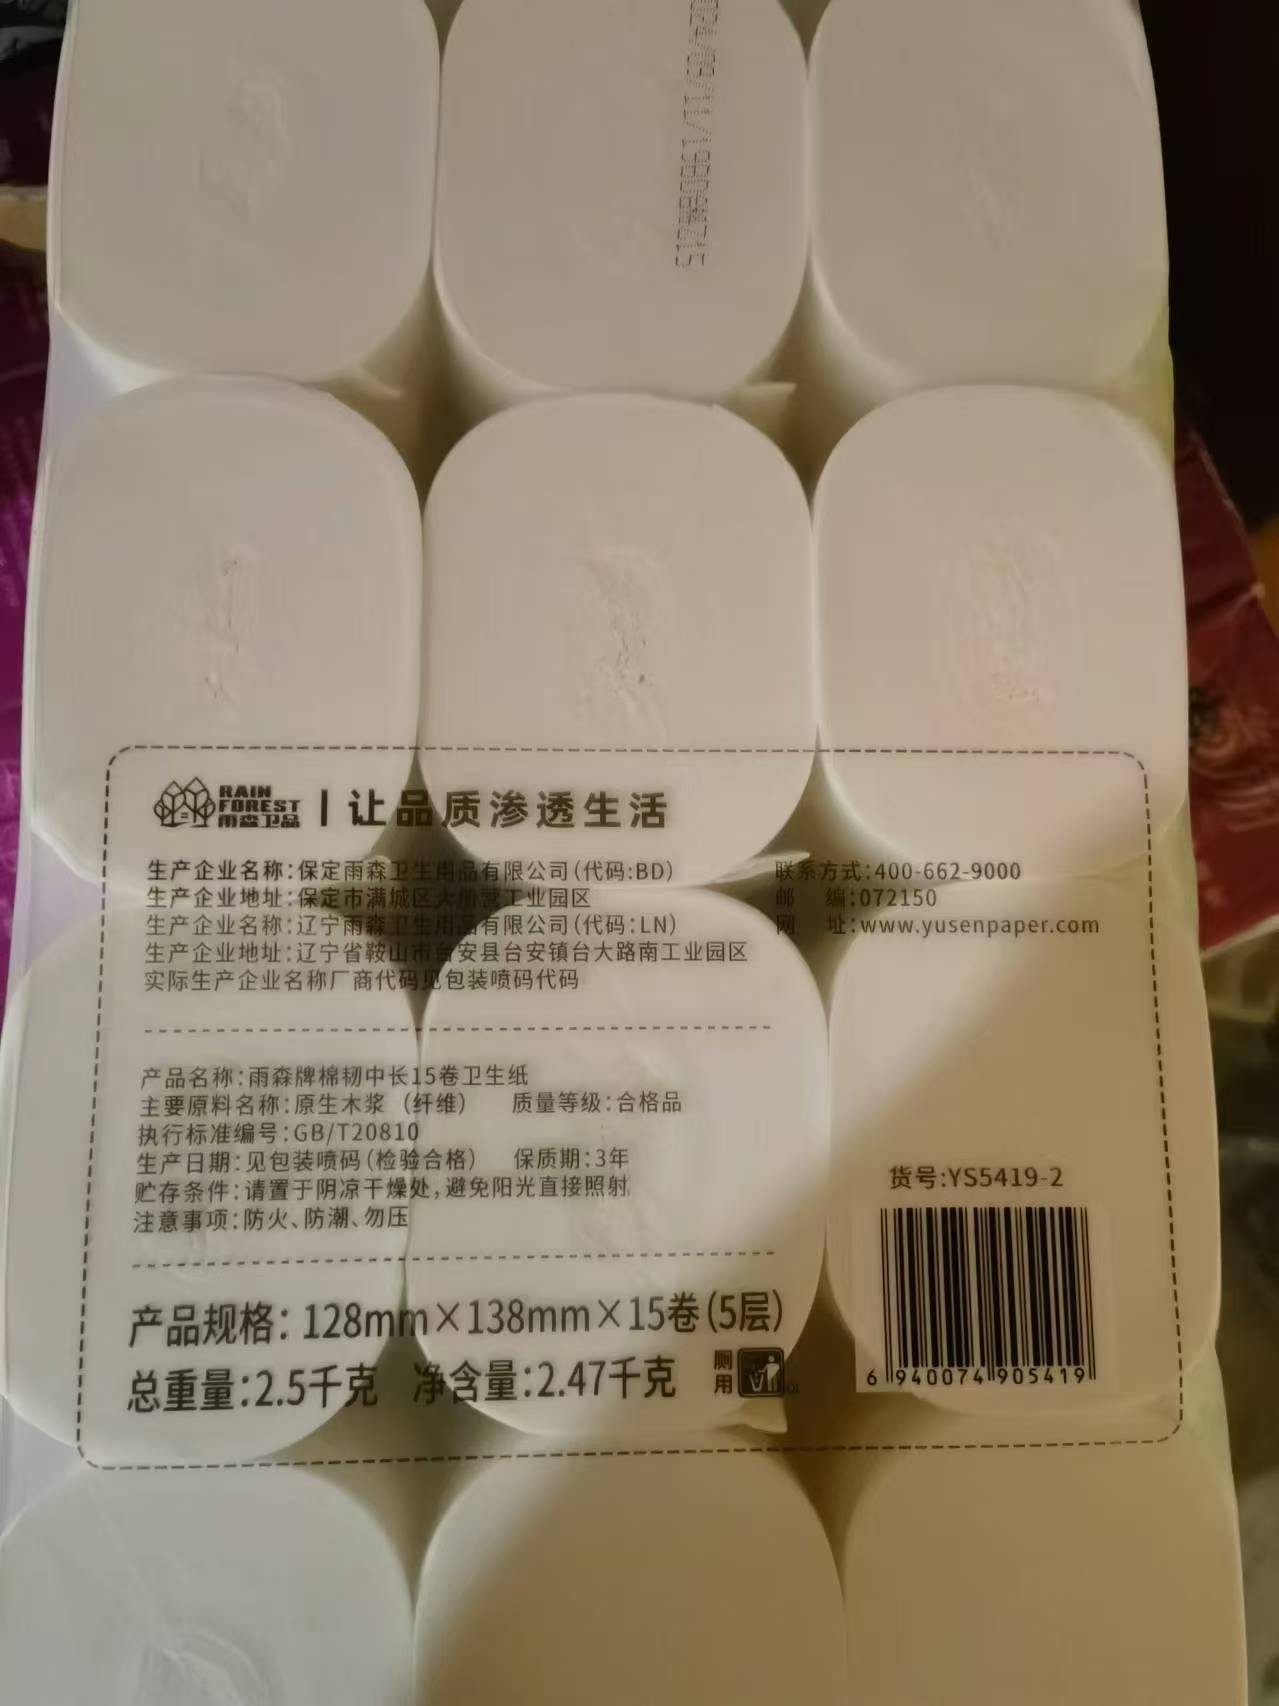 RAIN
FOREST
雨森卫品
让品质渗透生活
生产企业名称:保定雨森卫生用品有限公司(代码:BD)
生产企业地址:保定市满城区大册营工业园区
生产企业名称:辽宁雨森卫生用品有限公司(代码:LN)
生产企业地址:辽宁省鞍山市台安县台安镇台大路南工业园区
实际生产企业名称厂商代码见包装喷码代码
联系方式:400-662-9000
邮 编:072150
网 址:www.yusenpaper.com
产品名称:雨森牌棉韧中长15卷卫生纸
主要原料名称:原生木浆 (纤维) 质量等级:合格品
执行标准编号:GB/T20810
生产日期:见包装喷码(检验合格) 保质期:3年
贮存条件:请置于阴凉干燥处,避免阳光直接照射
注意事项:防火、防潮、勿压
产品规格: 128mm×138mm×15卷(5层)
总重量:2.5千克 净含量:2.47千克
厕用
货号:YS5419-2
6 940074 905419